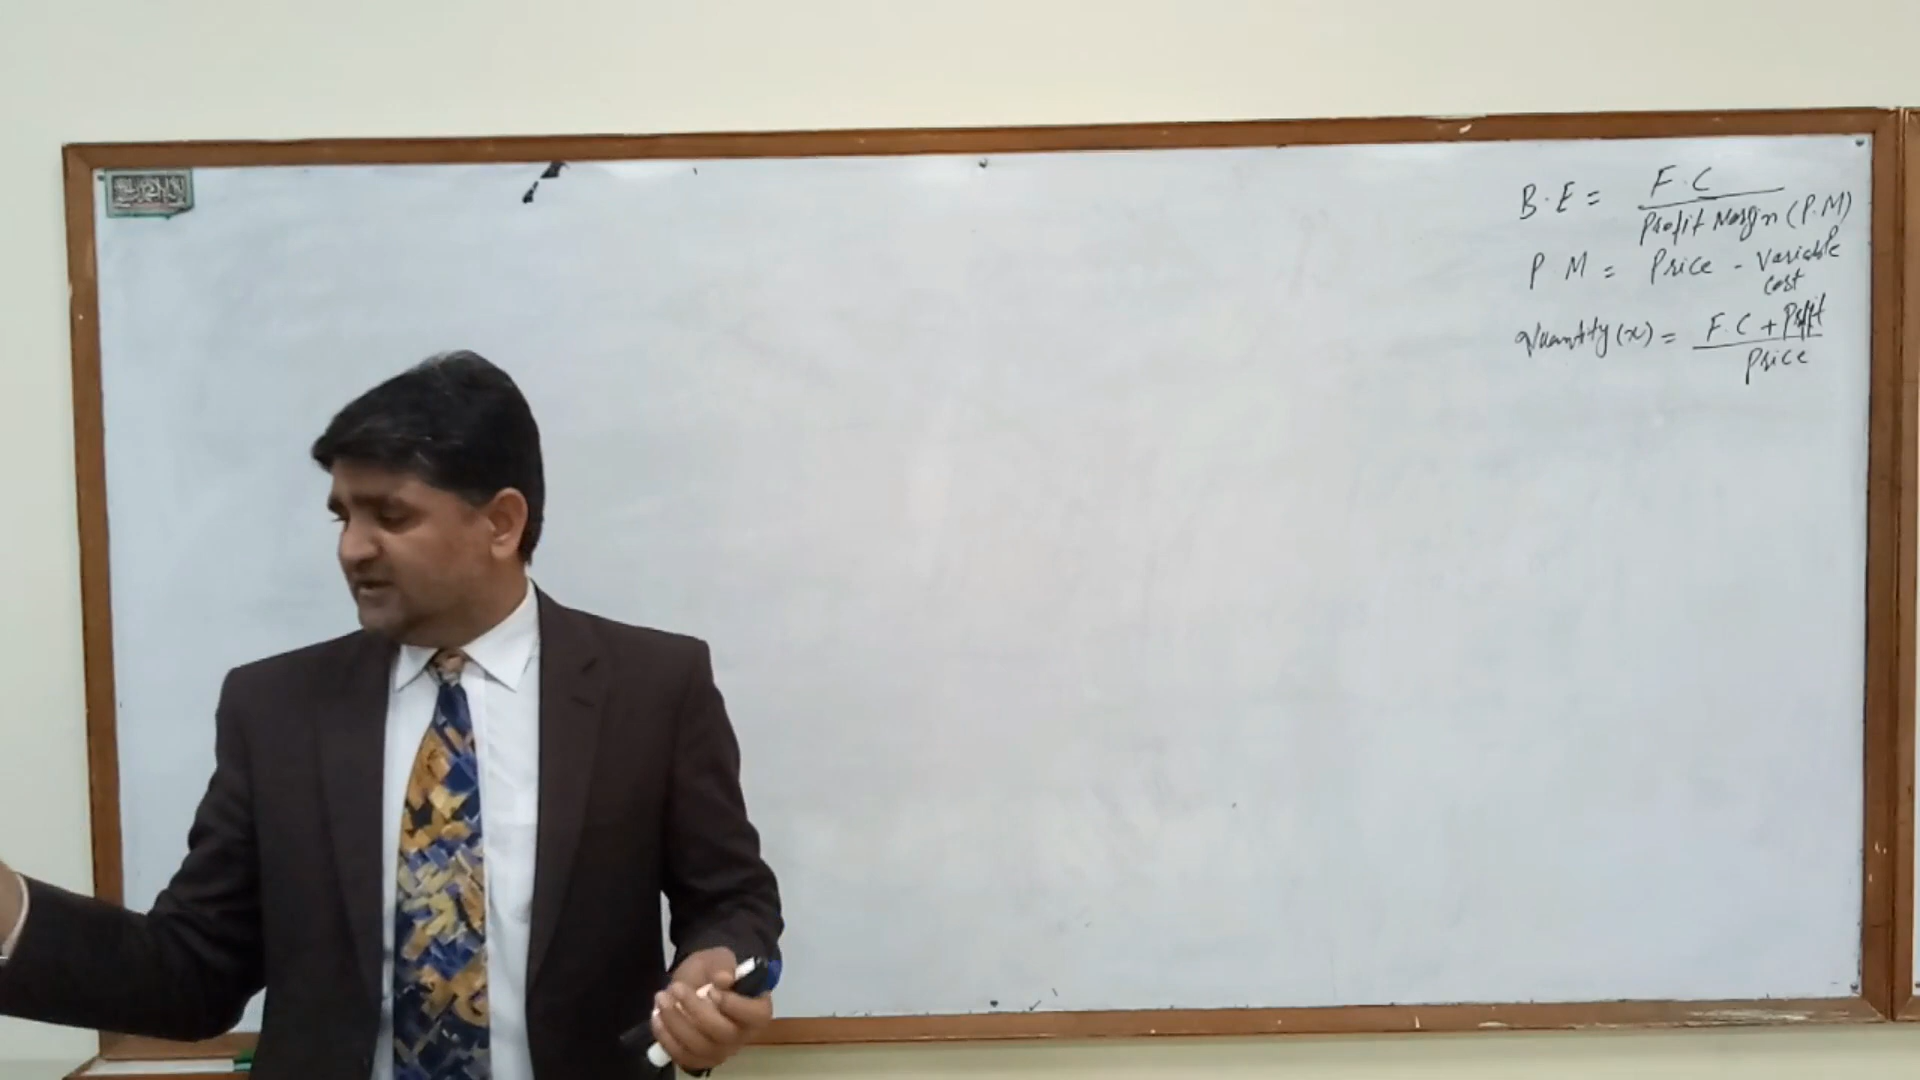 B.E = F.C / Profit Margin (P.M)
P M = Price - Variable cost
Quantity (x) = F.C + Profit / Price